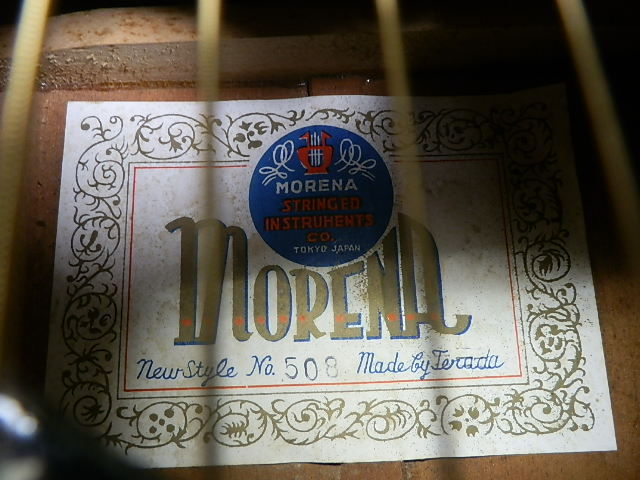 MORENA
STRINGED
INSTRUMENTS
CO.
TOKYO JAPAN
MORENA
New Style No. 508 Made by Terada